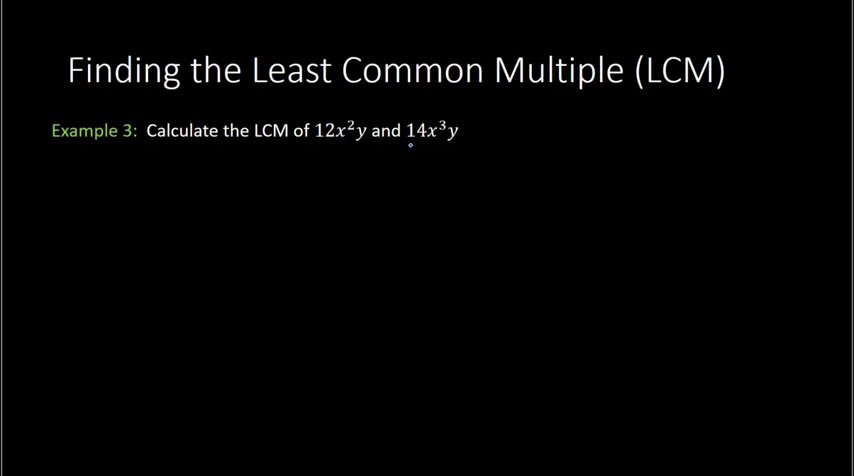 Finding the Least Common Multiple (LCM)
Example 3: Calculate the LCM of 12x²y and 14x³y